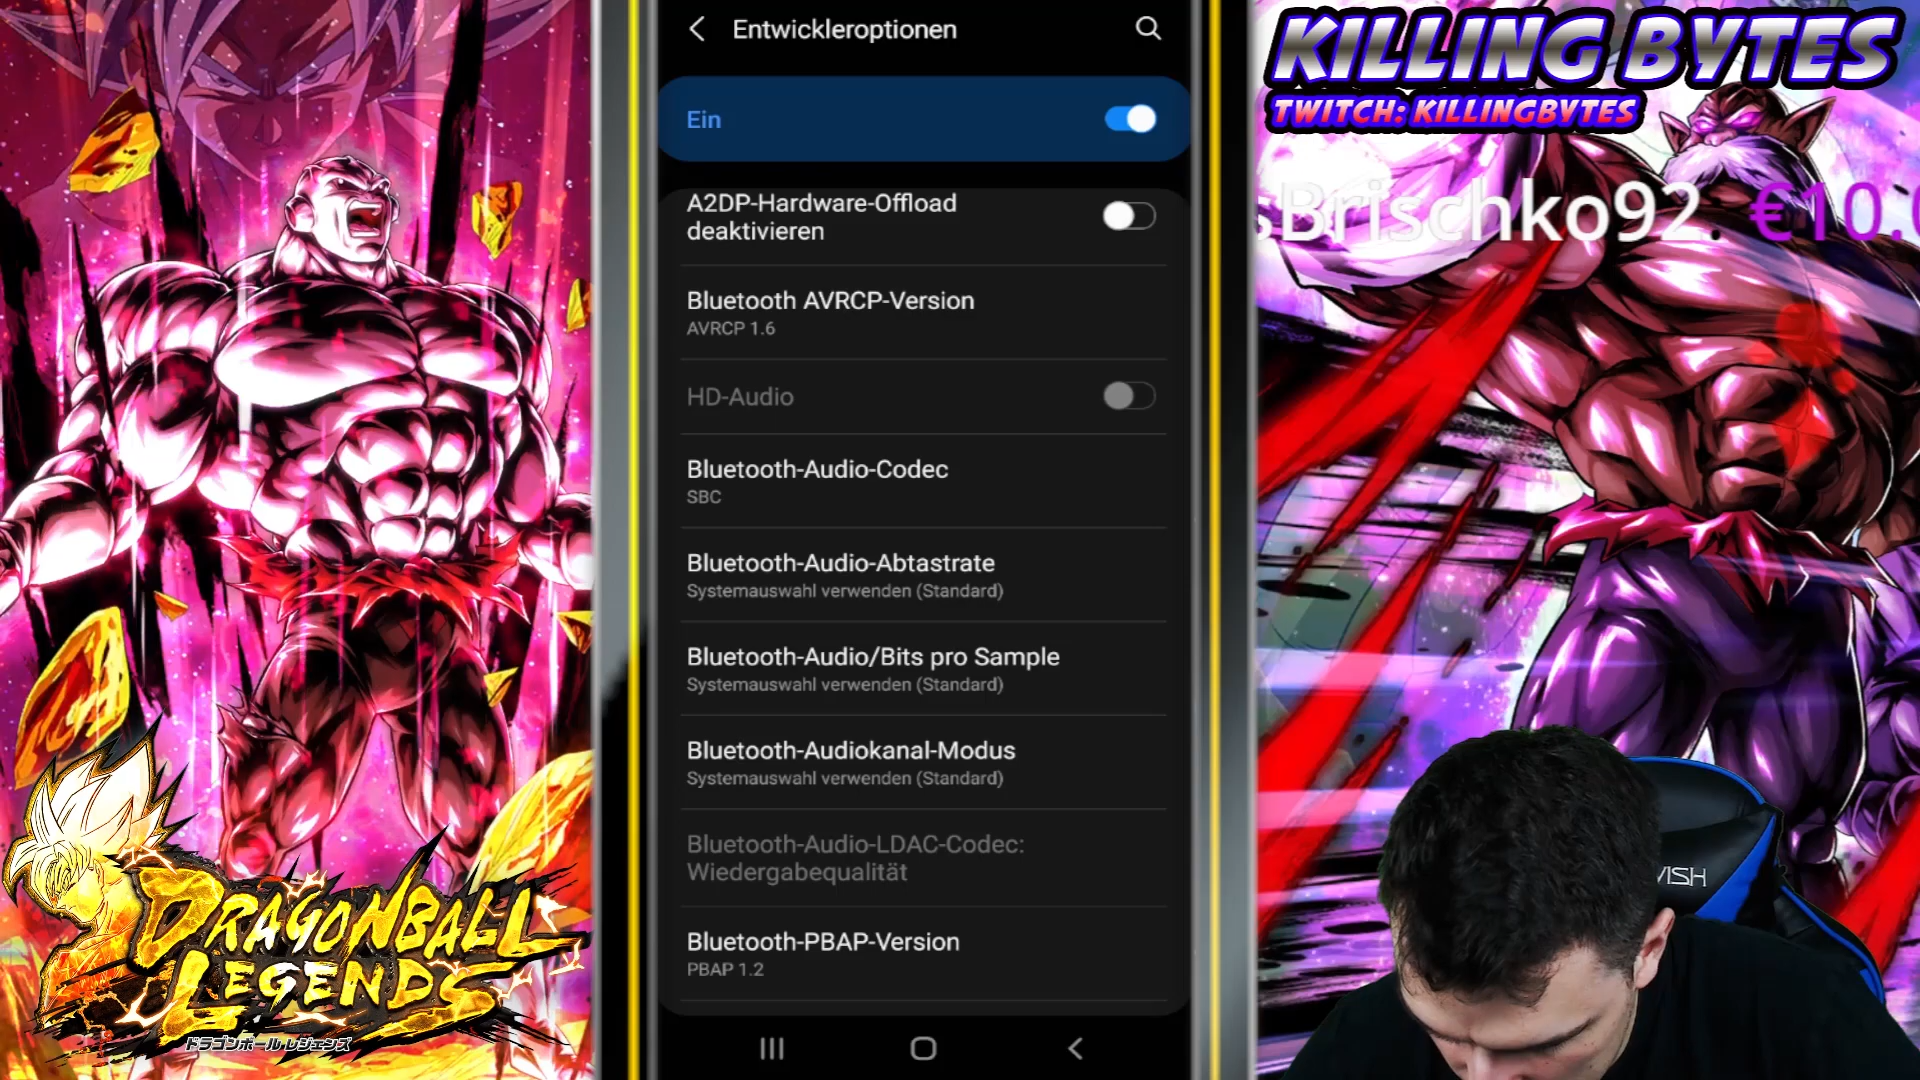 Entwickleroptionen
KILLING BYTES
TWITCH: KILLINGBYTES
Ein
A2DP-Hardware-Offload
deaktivieren
sBrischko92. €10.0
Bluetooth AVRCP-Version
AVRCP 1.6
HD-Audio
Bluetooth-Audio-Codec
SBC
Bluetooth-Audio-Abtastrate
Systemauswahl verwenden (Standard)
Bluetooth-Audio/Bits pro Sample
Systemauswahl verwenden (Standard)
Bluetooth-Audiokanal-Modus
Systemauswahl verwenden (Standard)
Bluetooth-Audio-LDAC-Codec:
Wiedergabequalität
Bluetooth-PBAP-Version
PBAP 1.2
DRAGONBALL
LEGENDS
ドラゴンボール レジェンズ